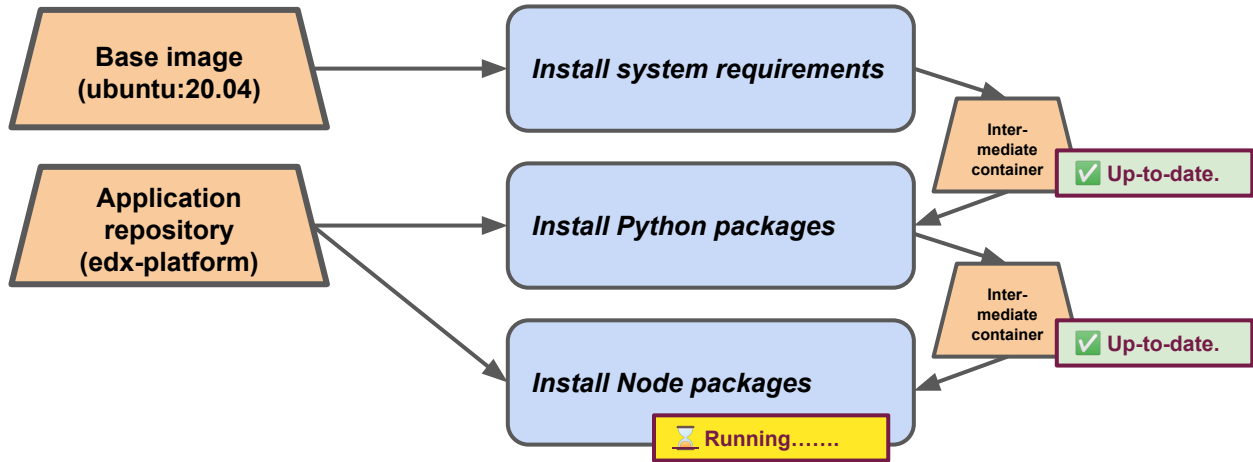 Base image
(ubuntu:20.04)
Install system requirements
Inter-
mediate
container
✅ Up-to-date.
Application
repository
(edx-platform)
Install Python packages
Inter-
mediate
container
✅ Up-to-date.
Install Node packages
⏳ Running…….